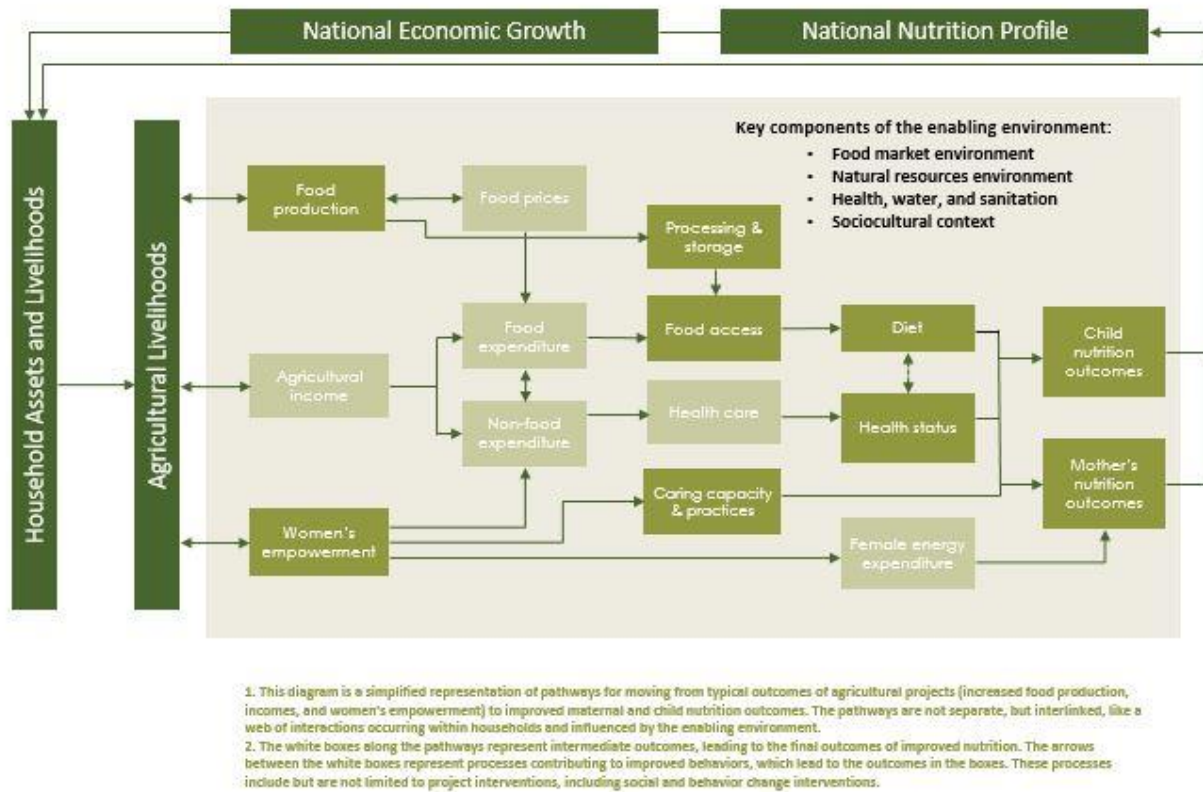 National Economic Growth
National Nutrition Profile
Household Assets and Livelihoods
Agricultural Livelihoods
Key components of the enabling environment:
• Food market environment
• Natural resources environment
• Health, water, and sanitation
• Sociocultural context
Food
production
Food prices
Processing &
storage
Food
expenditure
Food access
Diet
Child
nutrition
outcomes
Agricultural
income
Non-food
expenditure
Health care
Health status
Mother's
nutrition
outcomes
Caring capacity
& practices
Women's
empowerment
Female energy
expenditure
1. This diagram is a simplified representation of pathways for moving from typical outcomes of agricultural projects (increased food production,
incomes, and women's empowerment) to improved maternal and child nutrition outcomes. The pathways are not separate, but interlinked, like a
web of interactions occurring within households and influenced by the enabling environment.
2. The white boxes along the pathways represent intermediate outcomes, leading to the final outcomes of improved nutrition. The arrows
between the white boxes represent processes contributing to improved behaviors, which lead to the outcomes in the boxes. These processes
include but are not limited to project interventions, including social and behavior change interventions.